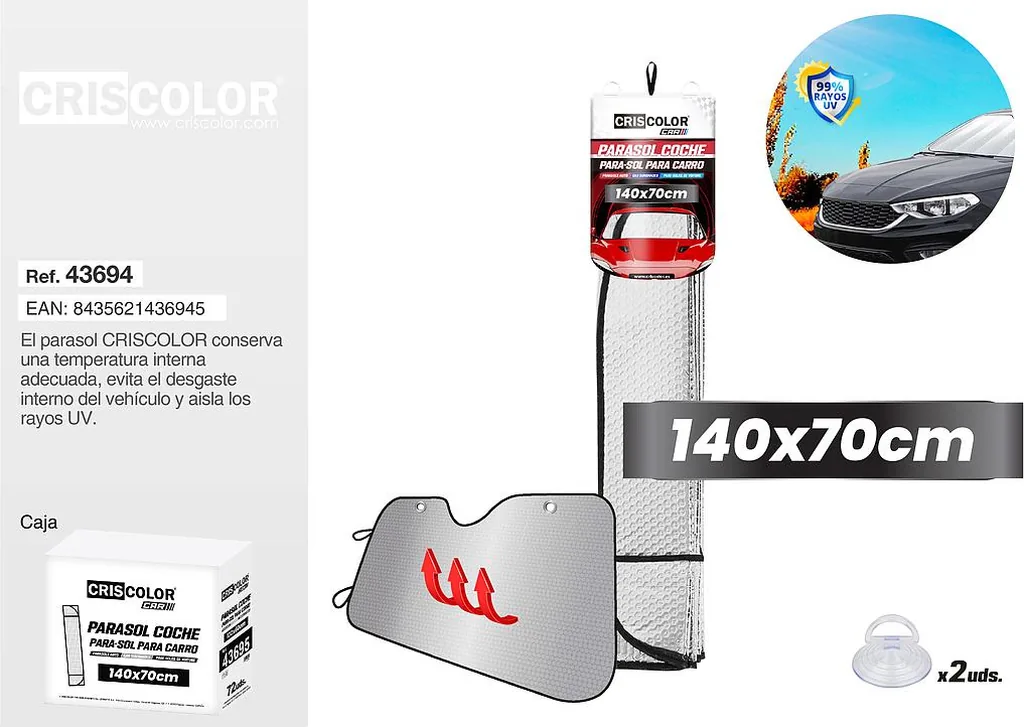 CRISCOLOR®
www.criscolor.com
Ref. 43694
EAN: 8435621436945
El parasol CRISCOLOR conserva
una temperatura interna
adecuada, evita el desgaste
interno del vehículo y aisla los
rayos UV.
Caja
CRISCOLOR
CAR
PARASOL COCHE
PARA-SOL PARA CARRO
140x70cm
43695
72uds.
CRISCOLOR
CAR
PARASOL COCHE
PARA-SOL PARA CARRO
140x70cm
99%
RAYOS
UV
140x70cm
x2uds.